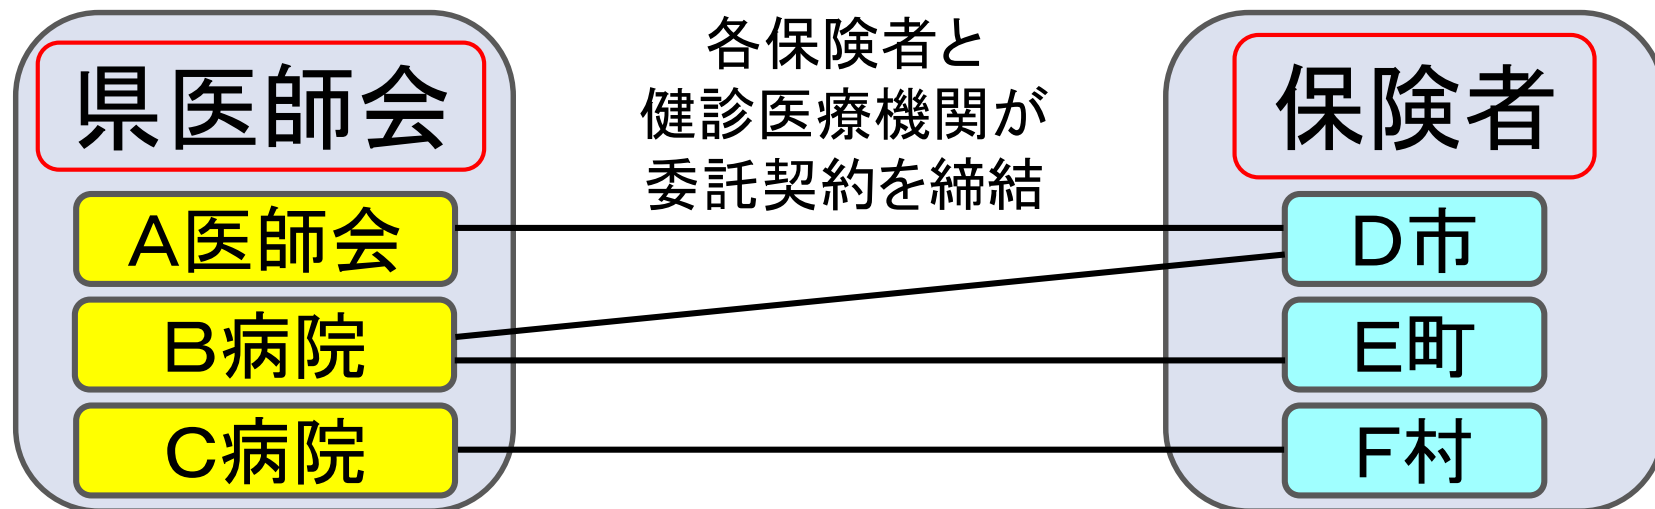 県医師会
A医師会
B病院
C病院
各保険者と
健診医療機関が
委託契約を締結
保険者
D市
E町
F村